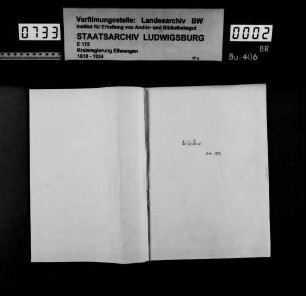 0733
Verfilmungsstelle: Landesarchiv BW
Institut für Erhaltung von Archiv- und Bibliotheksgut
STAATSARCHIV LUDWIGSBURG
E 175
Kreisregierung Ellwangen
1818 - 1924
0002
BR
Bu 406